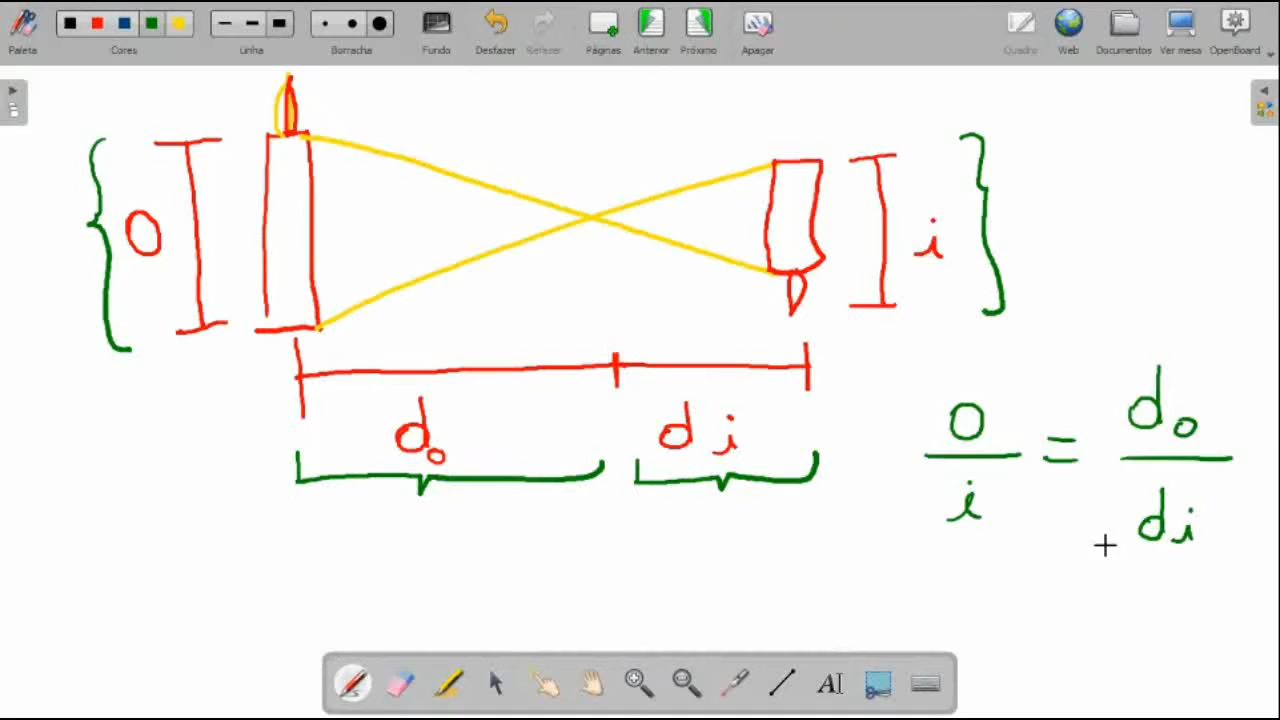 Paleta Cores Linha Borracha Fundo Desfazer Refazer Páginas Anterior Próximo Apagar Quadro Web Documentos Ver mesa OpenBoard
O i
do di
O/i = do/di
AI